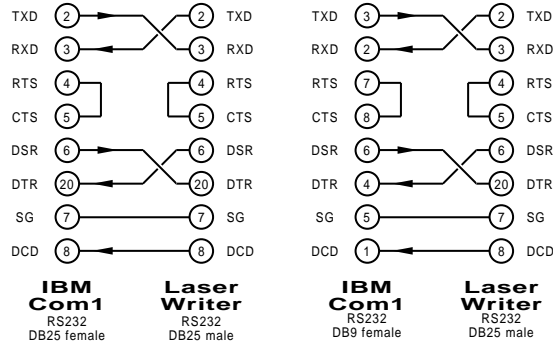 TXD 2 2 TXD
RXD 3 3 RXD
RTS 4 4 RTS
CTS 5 5 CTS
DSR 6 6 DSR
DTR 20 20 DTR
SG 7 7 SG
DCD 8 8 DCD
IBM
Com1
RS232
DB25 female
Laser
Writer
RS232
DB25 male
TXD 3 2 TXD
RXD 2 3 RXD
RTS 7 4 RTS
CTS 8 5 CTS
DSR 6 6 DSR
DTR 4 20 DTR
SG 5 7 SG
DCD 1 8 DCD
IBM
Com1
RS232
DB9 female
Laser
Writer
RS232
DB25 male